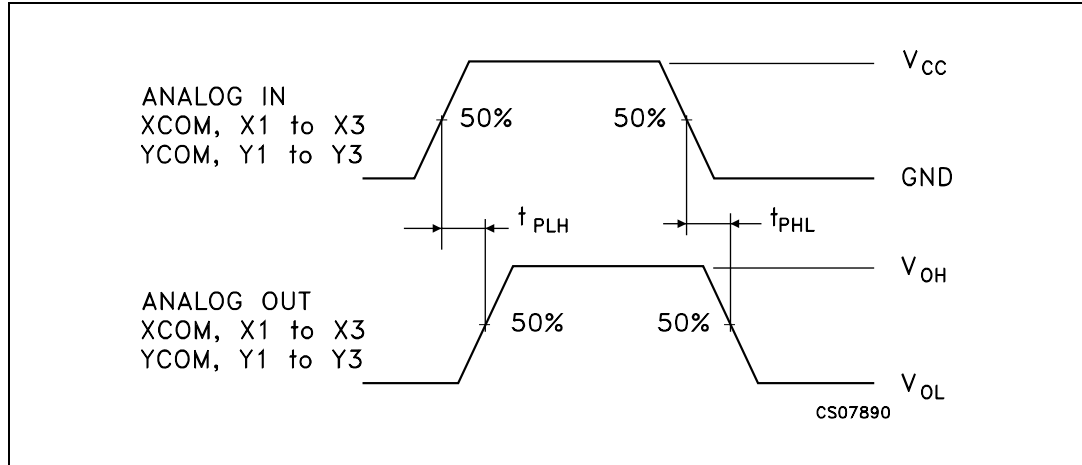 ANALOG IN
XCOM, X1 to X3
YCOM, Y1 to Y3
50%
50%
VCC
GND
tPLH
tPHL
ANALOG OUT
XCOM, X1 to X3
YCOM, Y1 to Y3
50%
50%
VOH
VOL
CS07890